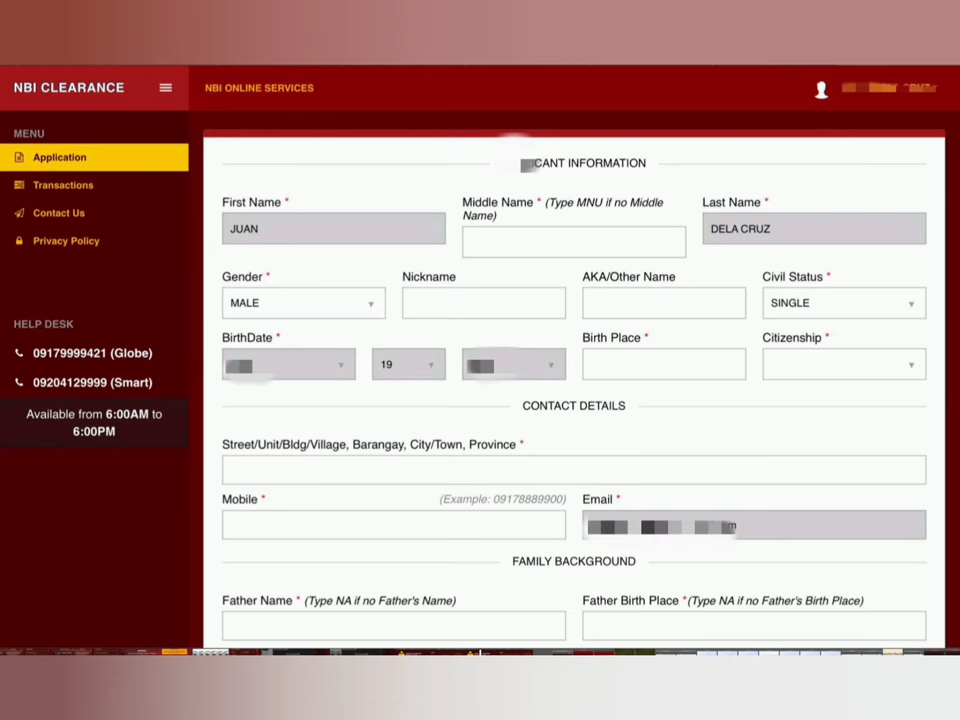 NBI CLEARANCE
NBI ONLINE SERVICES
MENU
Application
Transactions
Contact Us
Privacy Policy
HELP DESK
09179999421 (Globe)
09204129999 (Smart)
Available from 6:00AM to
6:00PM
CANT INFORMATION
First Name *
Middle Name * (Type MNU if no Middle
Name)
Last Name *
JUAN
DELA CRUZ
Gender *
Nickname
AKA/Other Name
Civil Status *
MALE
SINGLE
BirthDate *
Birth Place *
Citizenship *
19
CONTACT DETAILS
Street/Unit/Bldg/Village, Barangay, City/Town, Province *
Mobile *
(Example: 09178889900)
Email *
FAMILY BACKGROUND
Father Name * (Type NA if no Father's Name)
Father Birth Place *(Type NA if no Father's Birth Place)